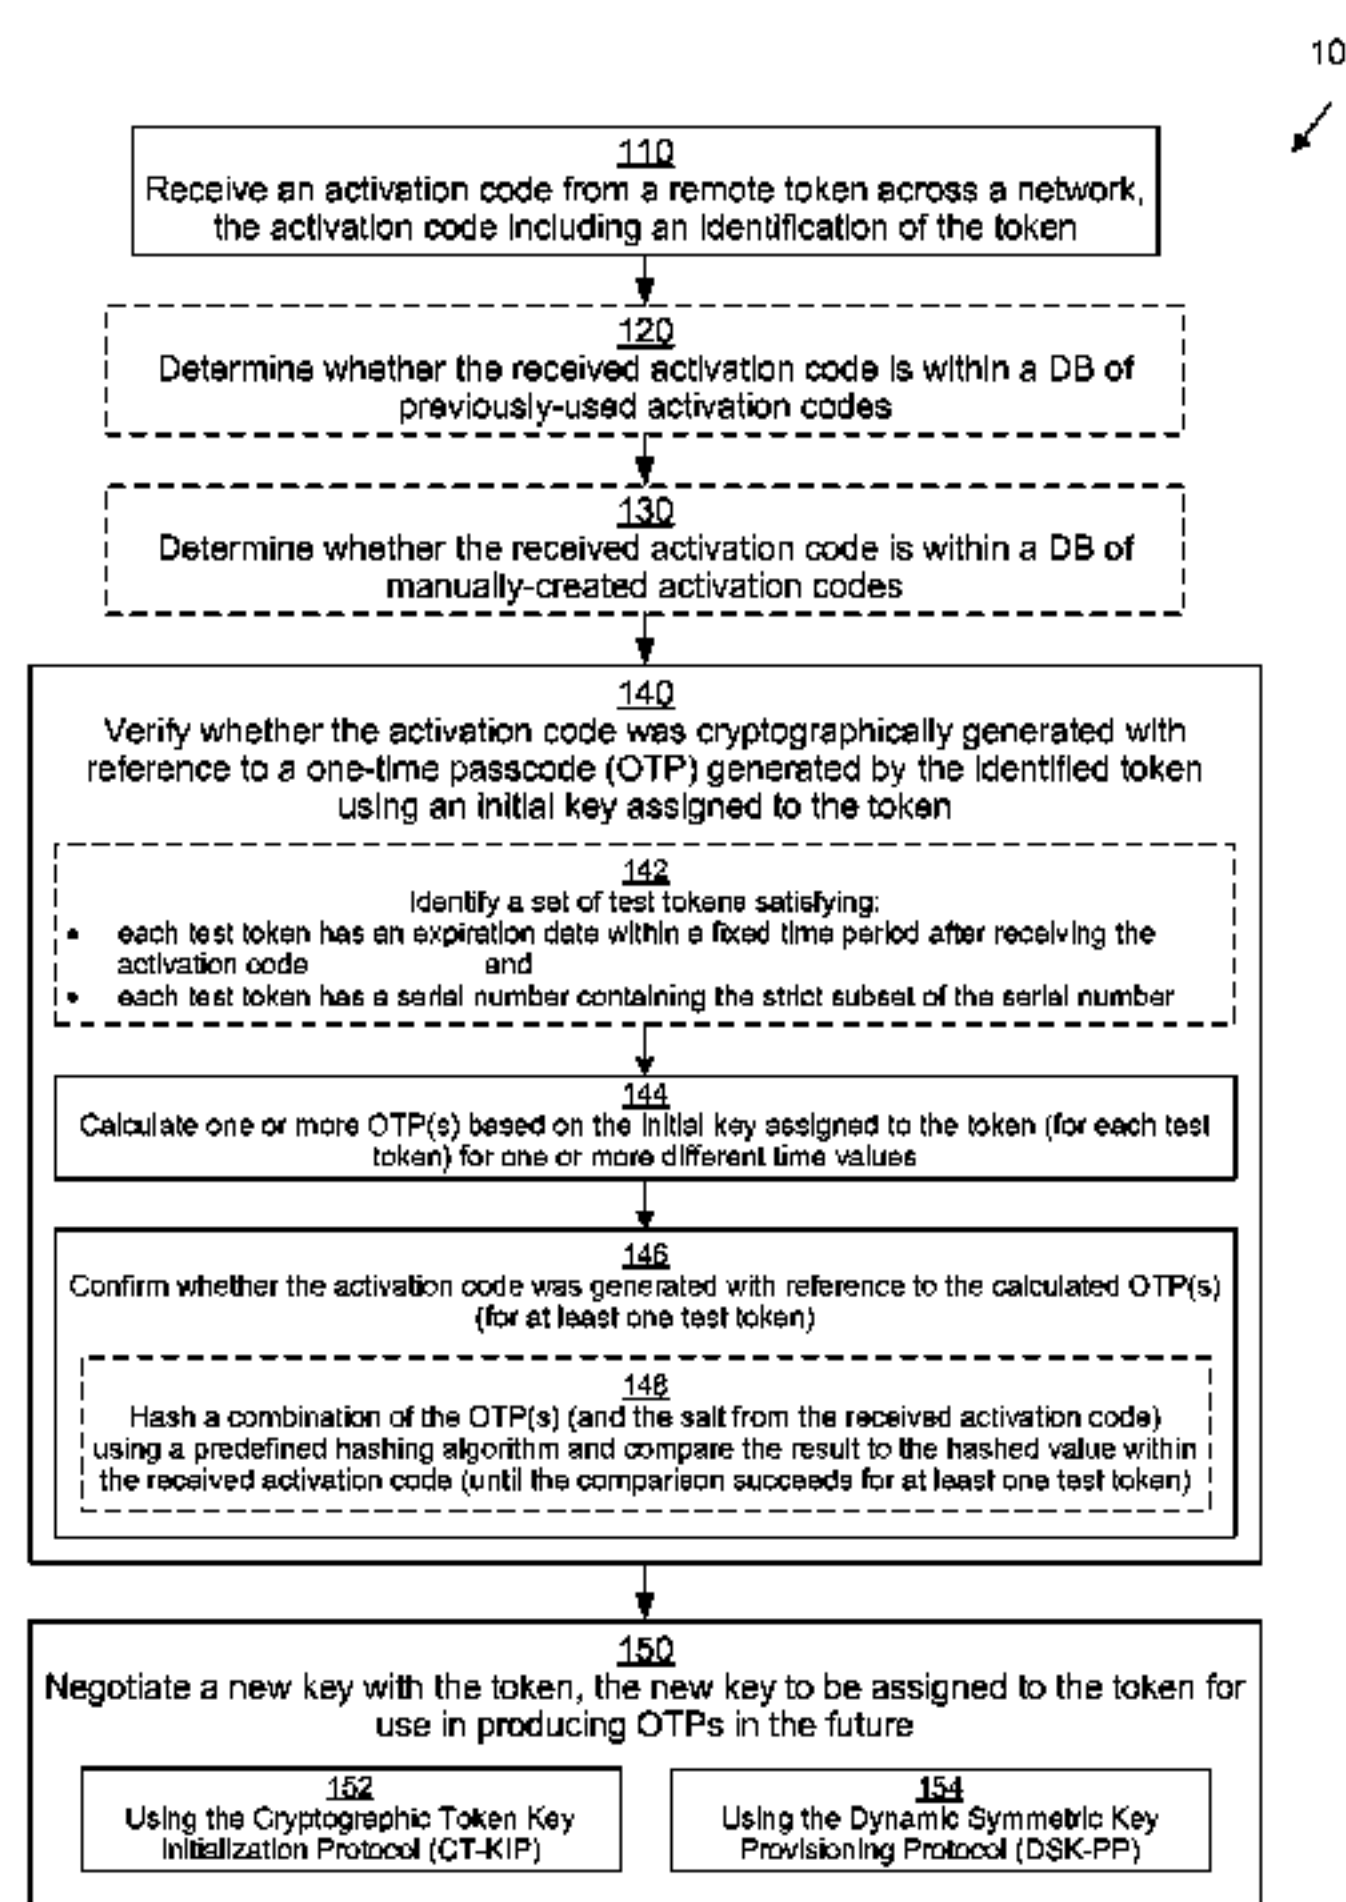 10
110
Receive an activation code from a remote token across a network,
the activation code including an identification of the token
120
Determine whether the received activation code is within a DB of
previously-used activation codes
130
Determine whether the received activation code is within a DB of
manually-created activation codes
140
Verify whether the activation code was cryptographically generated with
reference to a one-time passcode (OTP) generated by the identified token
using an initial key assigned to the token
142
Identify a set of test tokens satisfying:
• each test token has an expiration date within a fixed time period after receiving the
activation code and
• each test token has a serial number containing the strict subset of the serial number
144
Calculate one or more OTP(s) based on the initial key assigned to the token (for each test
token) for one or more different time values
146
Confirm whether the activation code was generated with reference to the calculated OTP(s)
(for at least one test token)
148
Hash a combination of the OTP(s) (and the salt from the received activation code)
using a predefined hashing algorithm and compare the result to the hashed value within
the received activation code (until the comparison succeeds for at least one test token)
150
Negotiate a new key with the token, the new key to be assigned to the token for
use in producing OTPs in the future
152
Using the Cryptographic Token Key
Initialization Protocol (CT-KIP)
154
Using the Dynamic Symmetric Key
Provisioning Protocol (DSK-PP)